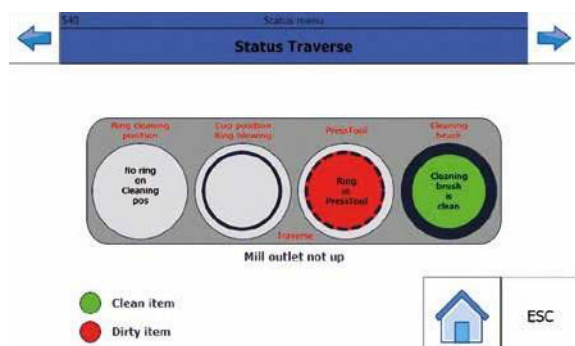 540 Status menu
Status Traverse
Ring cleaning position
Cup position
Ring blowing
PressTool
Cleaning brush
No ring
on
Cleaning
pos
Ring
in
PressTool
Cleaning
brush
is
clean
Traverse
Mill outlet not up
Clean item
Dirty item
ESC